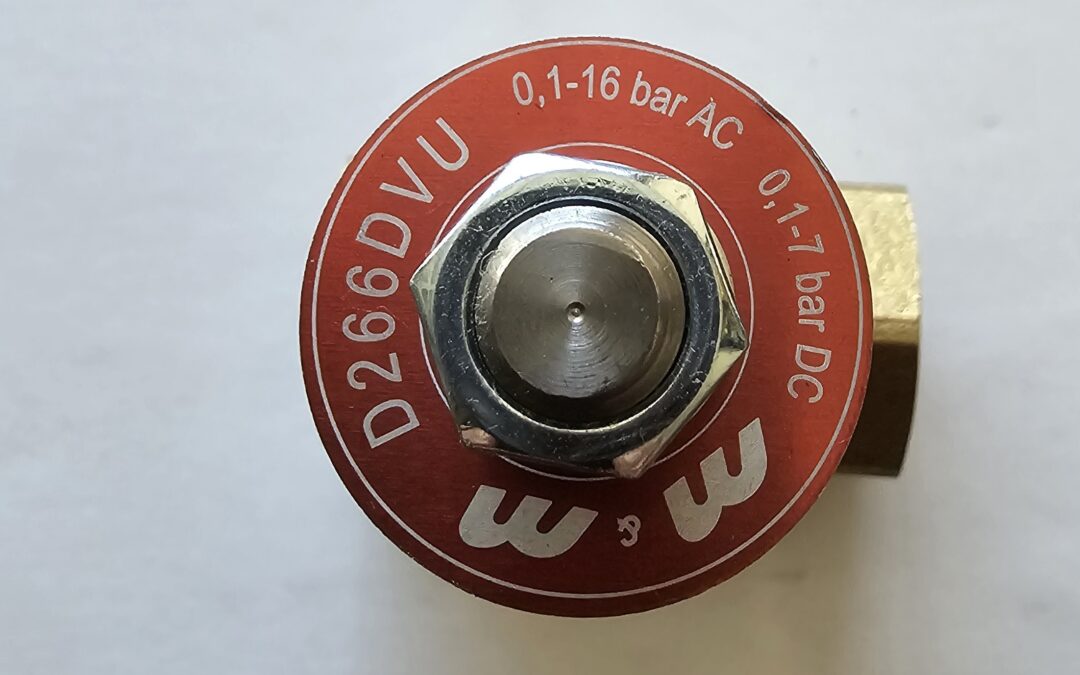 D266DVU
0,1-16 bar AC
0,1-7 bar DC
m & m